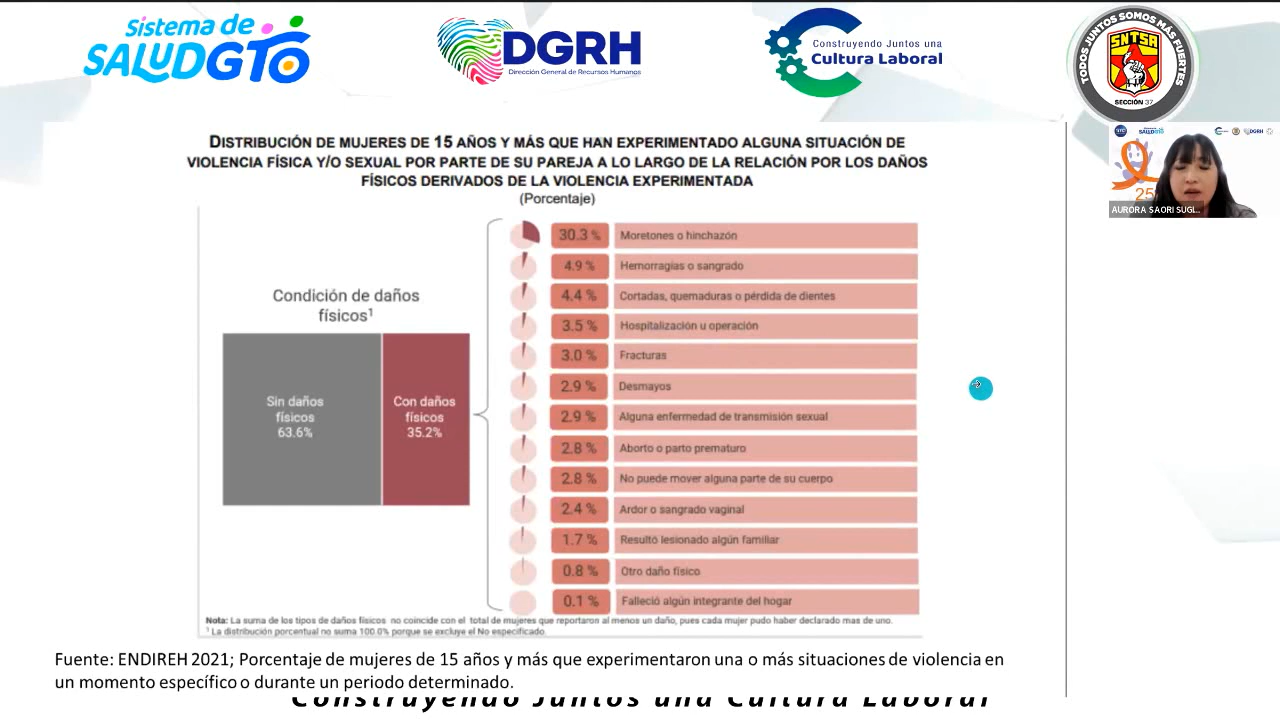 Sistema de
SALUDGTO
DGRH
Dirección General de Recursos Humanos
Construyendo Juntos una
Cultura Laboral
TODOS JUNTOS SOMOS MÁS FUERTES
SNTSA
SECCIÓN 37
DISTRIBUCIÓN DE MUJERES DE 15 AÑOS Y MÁS QUE HAN EXPERIMENTADO ALGUNA SITUACIÓN DE
VIOLENCIA FÍSICA Y/O SEXUAL POR PARTE DE SU PAREJA A LO LARGO DE LA RELACIÓN POR LOS DAÑOS
FÍSICOS DERIVADOS DE LA VIOLENCIA EXPERIMENTADA
(Porcentaje)
Condición de daños
físicos¹
Sin daños
físicos
63.6%
Con daños
físicos
35.2%
30.3 % Moretones o hinchazón
4.9 % Hemorragias o sangrado
4.4 % Cortadas, quemaduras o pérdida de dientes
3.5 % Hospitalización u operación
3.0 % Fracturas
2.9 % Desmayos
2.9 % Alguna enfermedad de transmisión sexual
2.8 % Aborto o parto prematuro
2.8 % No puede mover alguna parte de su cuerpo
2.4 % Ardor o sangrado vaginal
1.7 % Resultó lesionado algún familiar
0.8 % Otro daño físico
0.1 % Falleció algún integrante del hogar
Nota: La suma de los tipos de daños físicos no coincide con el total de mujeres que reportaron al menos un daño, pues cada mujer pudo haber declarado mas de uno.
¹ La distribución porcentual no suma 100.0% porque se excluye el No especificado.
Fuente: ENDIREH 2021; Porcentaje de mujeres de 15 años y más que experimentaron una o más situaciones de violencia en
un momento específico o durante un periodo determinado.
Construyendo Juntos una Cultura Laboral
25
AURORA SAORI SUGI...